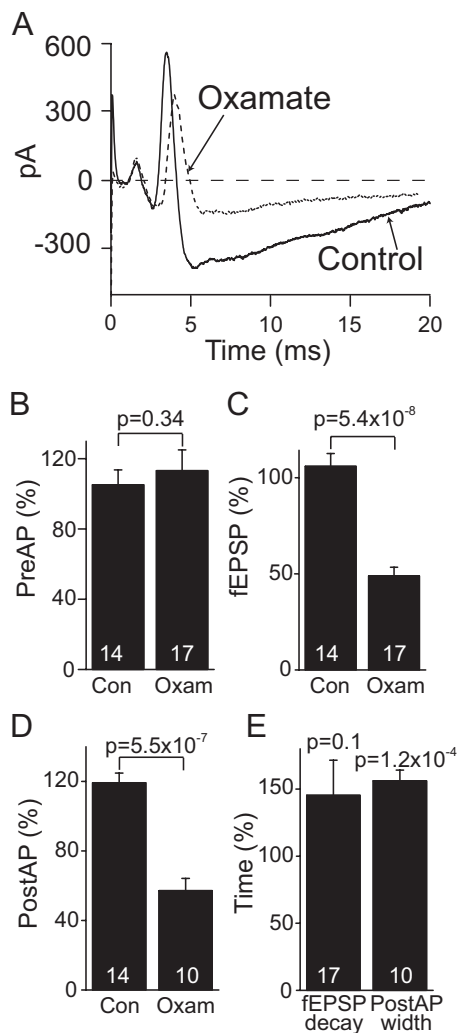 A
600
300
0
-300
pA
Oxamate
Control
0 5 10 15 20
Time (ms)
B
p=0.34
120
80
40
0
PreAP (%)
14 17
Con Oxam
C
p=5.4x10⁻⁸
100
50
0
fEPSP (%)
14 17
Con Oxam
D
p=5.5x10⁻⁷
120
80
40
0
PostAP (%)
14 10
Con Oxam
E
p=0.1
p=1.2x10⁻⁴
150
100
50
0
Time (%)
17 10
fEPSP PostAP
decay width